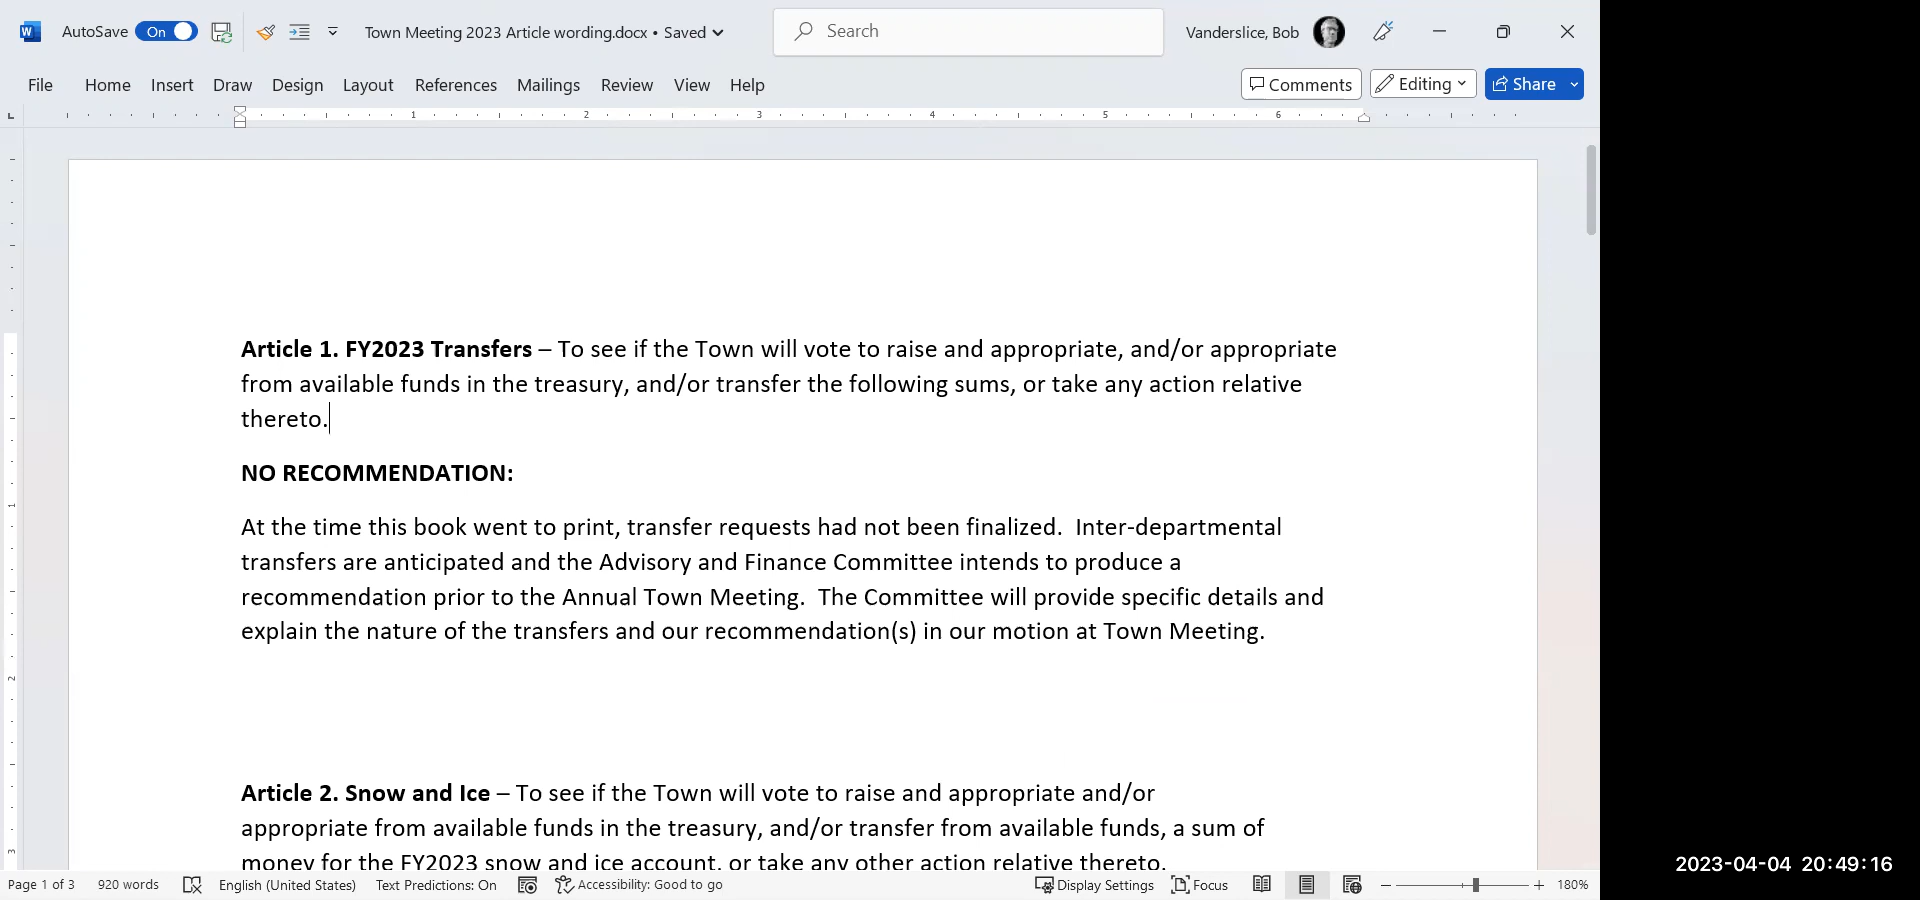 AutoSave On Town Meeting 2023 Article wording.docx • Saved Search Vanderslice, Bob
File Home Insert Draw Design Layout References Mailings Review View Help Comments Editing Share
1 2 3 4 5 6
Article 1. FY2023 Transfers – To see if the Town will vote to raise and appropriate, and/or appropriate
from available funds in the treasury, and/or transfer the following sums, or take any action relative
thereto.
NO RECOMMENDATION:
At the time this book went to print, transfer requests had not been finalized.  Inter-departmental
transfers are anticipated and the Advisory and Finance Committee intends to produce a
recommendation prior to the Annual Town Meeting.  The Committee will provide specific details and
explain the nature of the transfers and our recommendation(s) in our motion at Town Meeting.
Article 2. Snow and Ice – To see if the Town will vote to raise and appropriate and/or
appropriate from available funds in the treasury, and/or transfer from available funds, a sum of
money for the FY2023 snow and ice account, or take any other action relative thereto.
1
2
3
Page 1 of 3 920 words English (United States) Text Predictions: On Accessibility: Good to go Display Settings Focus 180%
2023-04-04 20:49:16